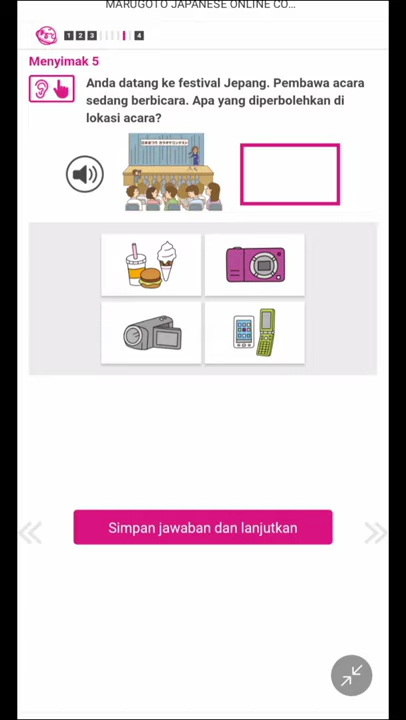 MARUGOTO JAPANESE ONLINE CO...
1 2 3 4
Menyimak 5
Anda datang ke festival Jepang. Pembawa acara
sedang berbicara. Apa yang diperbolehkan di
lokasi acara?
Simpan jawaban dan lanjutkan